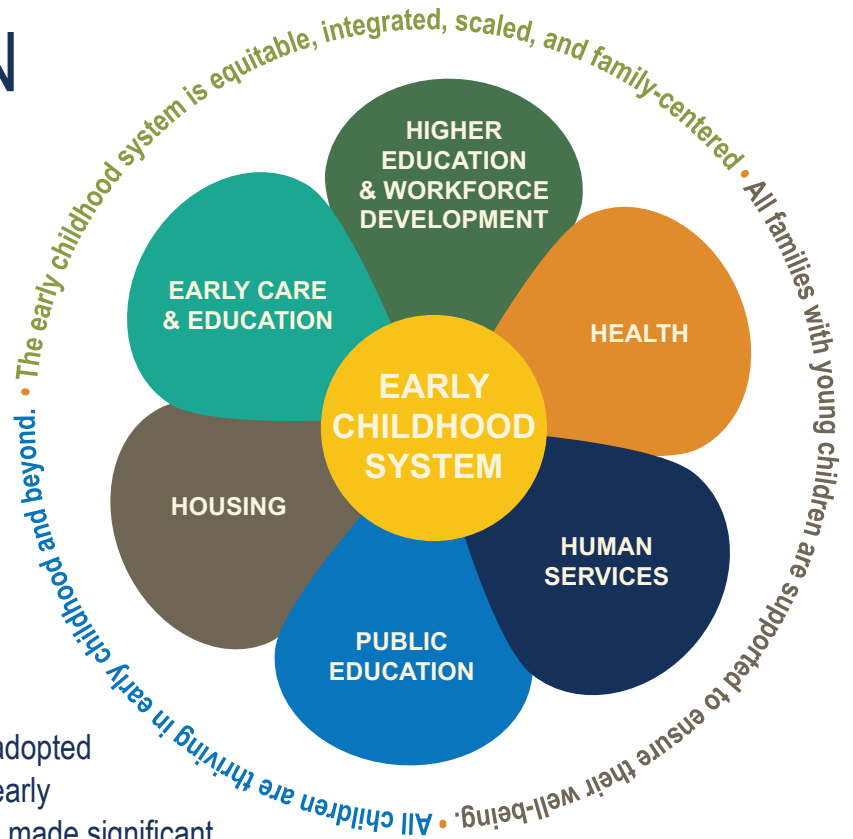 N
The early childhood system is equitable, integrated, scaled, and family-centered •
All families with young children are supported to ensure their well-being. •
All children are thriving in early childhood and beyond. •
HIGHER
EDUCATION
& WORKFORCE
DEVELOPMENT
EARLY CARE
& EDUCATION
HEALTH
EARLY
CHILDHOOD
SYSTEM
HOUSING
HUMAN
SERVICES
PUBLIC
EDUCATION
adopted
early
made significant